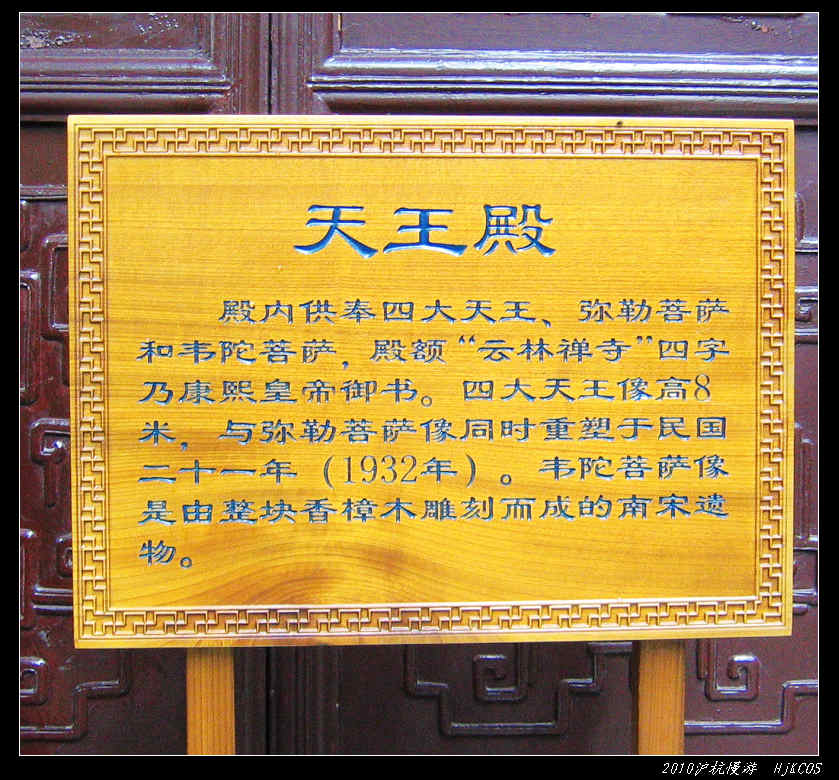 天王殿
殿内供奉四大天王、弥勒菩萨
和韦陀菩萨，殿额“云林禅寺”四字
乃康熙皇帝御书。四大天王像高8
米，与弥勒菩萨像同时重塑于民国
二十一年（1932年）。韦陀菩萨像
是由整块香樟木雕刻而成的南宋遗
物。
2010沪杭慢游 HjKCOS